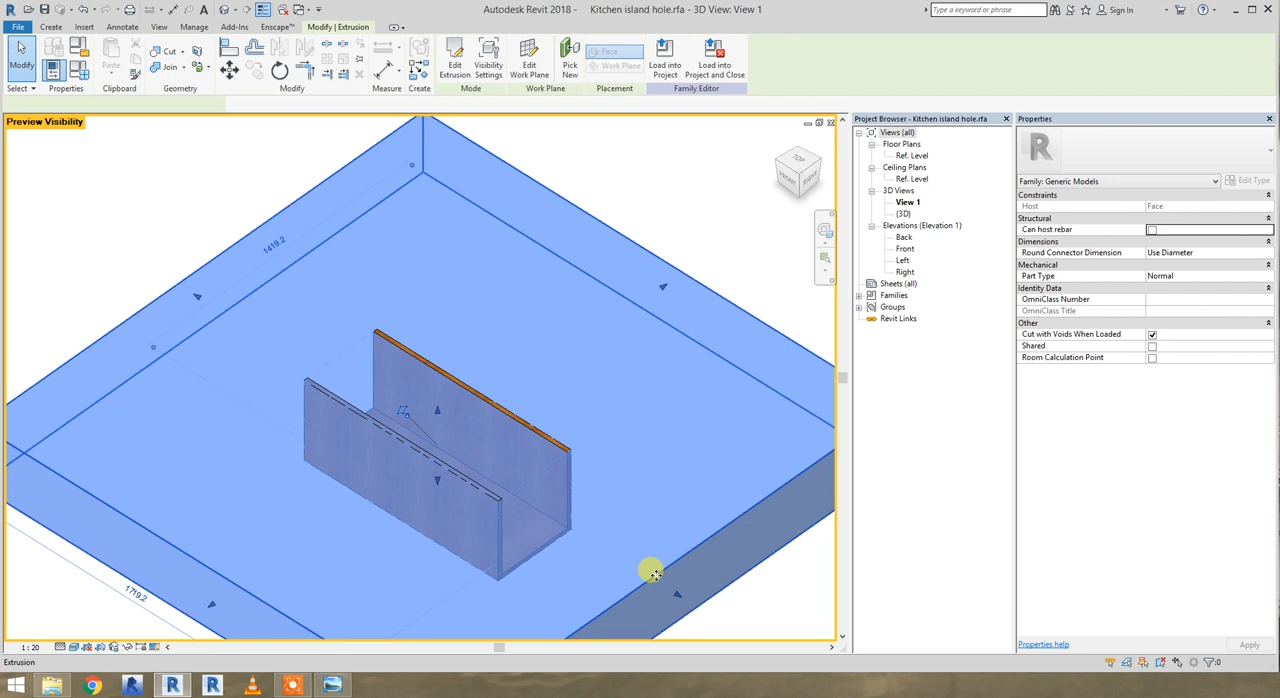 Autodesk Revit 2018 - Kitchen island hole.rfa - 3D View: View 1
Type a keyword or phrase
Sign In
File Create Insert Annotate View Manage Add-Ins Enscape™ Modify | Extrusion
Modify Paste Cut Join Edit Extrusion Visibility Settings Edit Work Plane Pick New Face Work Plane Load into Project Load into Project and Close
Select Properties Clipboard Geometry Modify Measure Create Mode Work Plane Placement Family Editor
Preview Visibility
1419.2
1719.2
TOP
FRONT
RIGHT
Project Browser - Kitchen island hole.rfa
Views (all)
Floor Plans
Ref. Level
Ceiling Plans
Ref. Level
3D Views
View 1
{3D}
Elevations (Elevation 1)
Back
Front
Left
Right
Sheets (all)
Families
Groups
Revit Links
Properties
Family: Generic Models Edit Type
Constraints
Host Face
Structural
Can host rebar
Dimensions
Round Connector Dimension Use Diameter
Mechanical
Part Type Normal
Identity Data
OmniClass Number
OmniClass Title
Other
Cut with Voids When Loaded
Shared
Room Calculation Point
Properties help Apply
1 : 20
Extrusion
:0